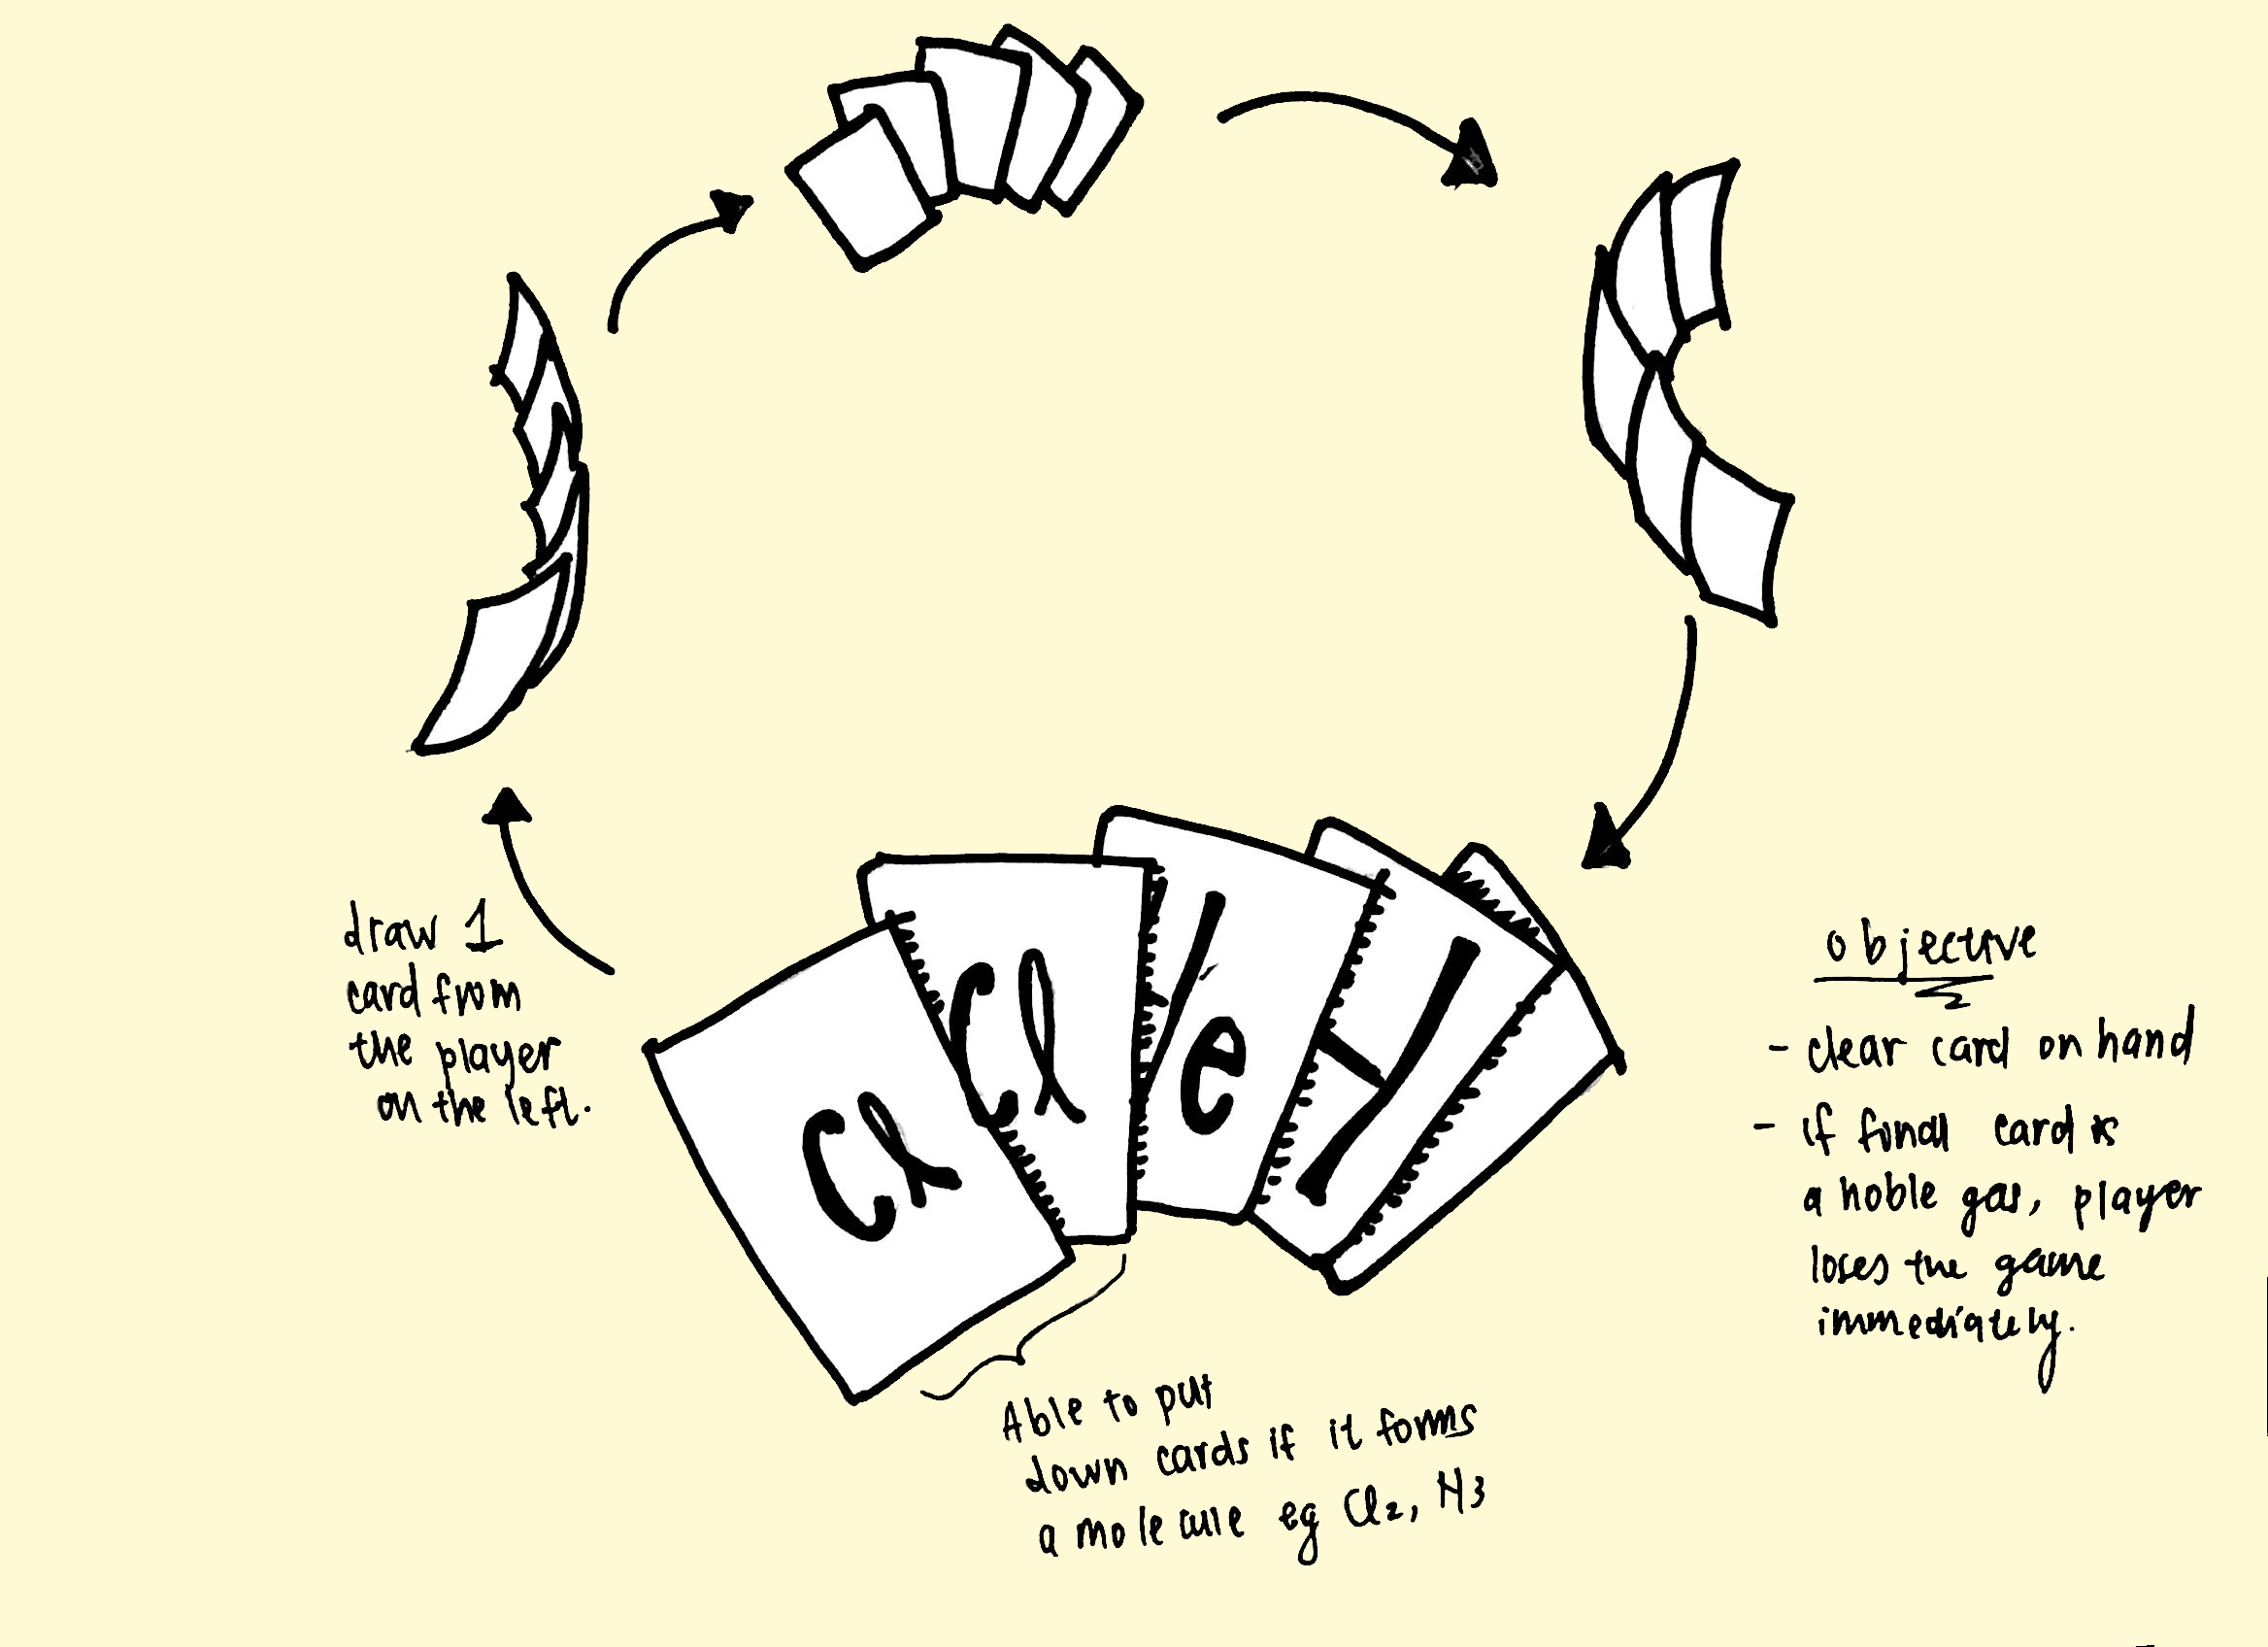 draw 1
card from
the player
on the left.
Cl
Cl
He
H
objective
- clear card on hand
- if final card is
a noble gas, player
loses the game
immediately.
Able to put
down cards if it forms
a molecule eg Cl2, H3